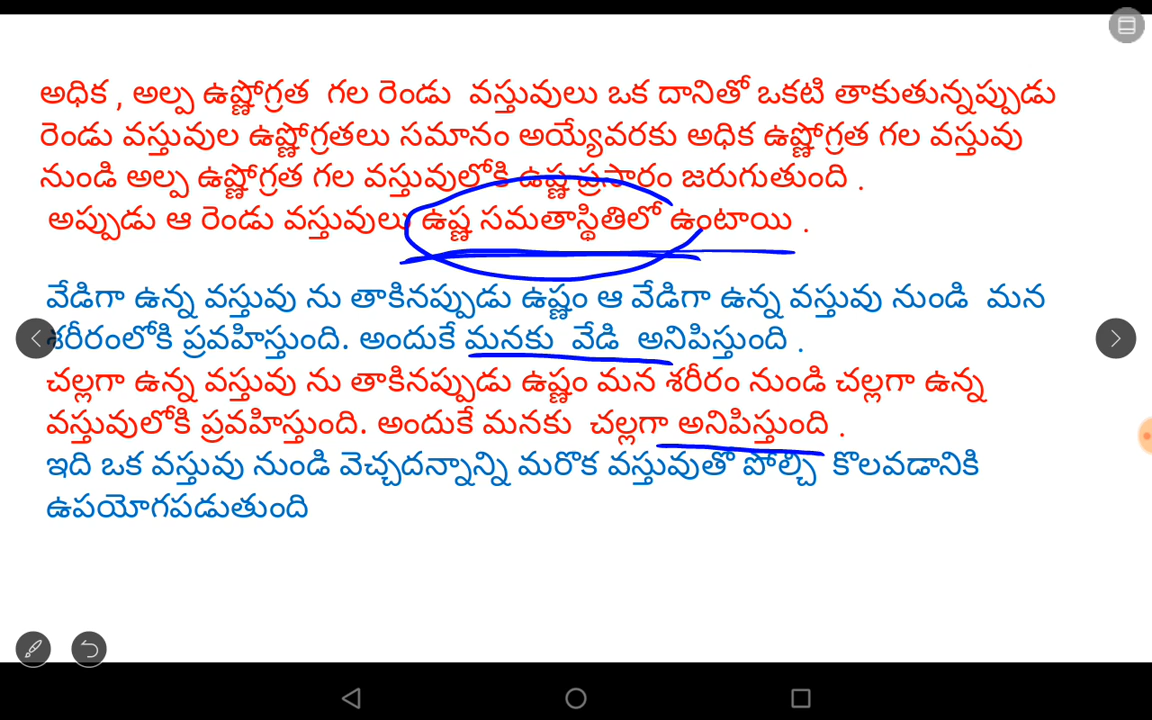 అధిక , అల్ప ఉష్ణోగ్రత గల రెండు వస్తువులు ఒక దానితో ఒకటి తాకుతున్నప్పుడు
రెండు వస్తువుల ఉష్ణోగ్రతలు సమానం అయ్యేవరకు అధిక ఉష్ణోగ్రత గల వస్తువు
నుండి అల్ప ఉష్ణోగ్రత గల వస్తువులోకి ఉష్ణ ప్రసారం జరుగుతుంది .
అప్పుడు ఆ రెండు వస్తువులు ఉష్ణ సమతాస్థితిలో ఉంటాయి .
వేడిగా ఉన్న వస్తువు ను తాకినప్పుడు ఉష్ణం ఆ వేడిగా ఉన్న వస్తువు నుండి మన
శరీరంలోకి ప్రవహిస్తుంది. అందుకే మనకు వేడి అనిపిస్తుంది .
చల్లగా ఉన్న వస్తువు ను తాకినప్పుడు ఉష్ణం మన శరీరం నుండి చల్లగా ఉన్న
వస్తువులోకి ప్రవహిస్తుంది. అందుకే మనకు చల్లగా అనిపిస్తుంది .
ఇది ఒక వస్తువు నుండి వెచ్చదన్నాన్ని మరొక వస్తువుతో పోల్చి కొలవడానికి
ఉపయోగపడుతుంది